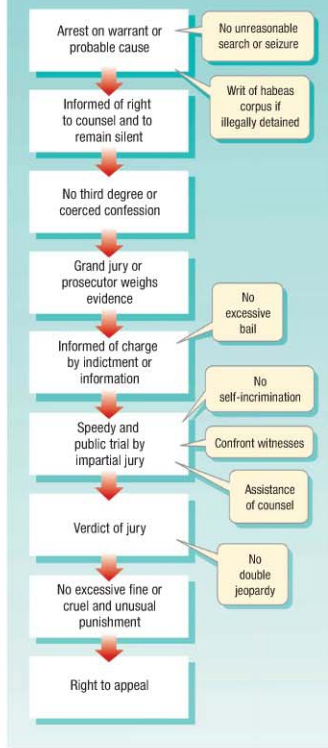 Arrest on warrant or
probable cause
No unreasonable
search or seizure
Writ of habeas
corpus if
illegally detained
Informed of right
to counsel and to
remain silent
No third degree or
coerced confession
Grand jury or
prosecutor weighs
evidence
No
excessive
bail
Informed of charge
by indictment or
information
No
self-incrimination
Speedy and
public trial by
impartial jury
Confront witnesses
Assistance
of counsel
Verdict of jury
No
double
jeopardy
No excessive fine or
cruel and unusual
punishment
Right to appeal